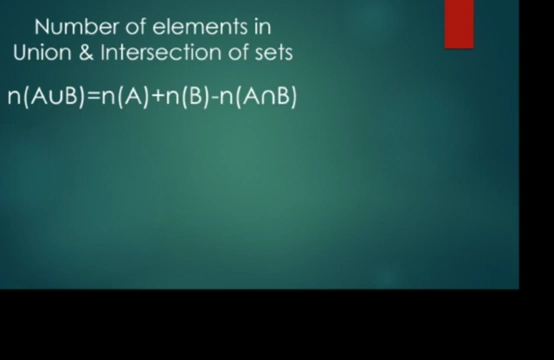 Number of elements in
Union & Intersection of sets
n(A∪B)=n(A)+n(B)-n(A∩B)